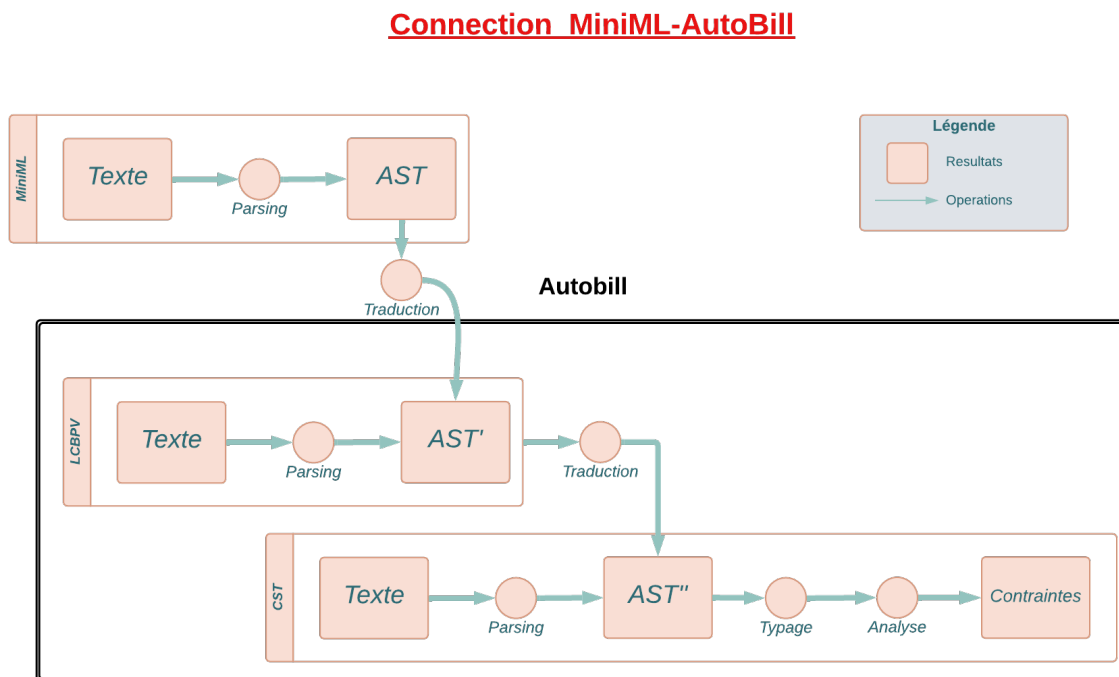 Connection MiniML-AutoBill
MiniML
Texte
Parsing
AST
Légende
Resultats
Operations
Traduction
Autobill
LCBPV
Texte
Parsing
AST'
Traduction
CST
Texte
Parsing
AST"
Typage
Analyse
Contraintes